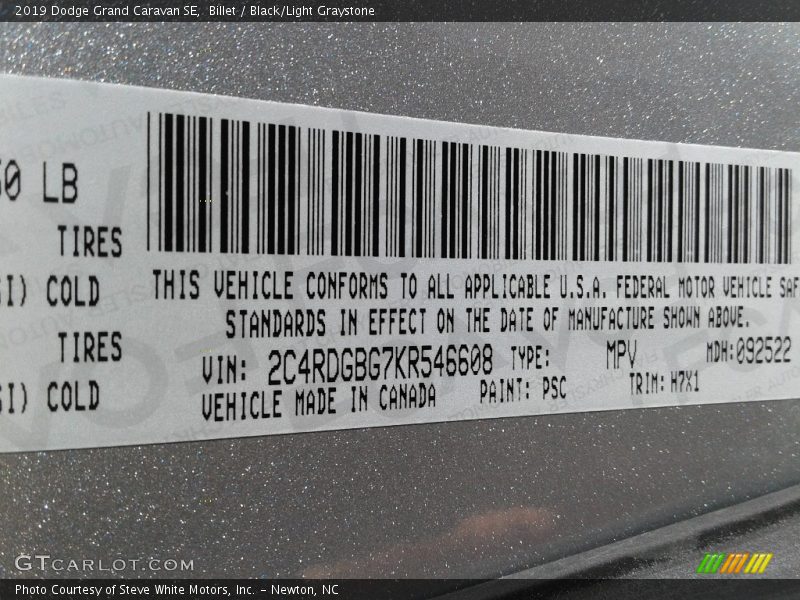 2019 Dodge Grand Caravan SE, Billet / Black/Light Graystone
LB
TIRES
COLD
TIRES
COLD
THIS VEHICLE CONFORMS TO ALL APPLICABLE U.S.A. FEDERAL MOTOR VEHICLE SAF
STANDARDS IN EFFECT ON THE DATE OF MANUFACTURE SHOWN ABOVE.
VIN: 2C4RDGBG7KR546608 TYPE: MPV MDH:092522
VEHICLE MADE IN CANADA PAINT: PSC TRIM: H7X1
GTCARLOT.COM
Photo Courtesy of Steve White Motors, Inc. – Newton, NC